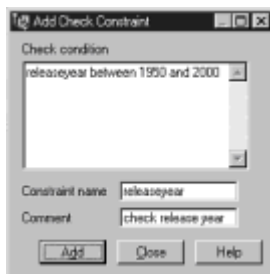 Add Check Constraint
Check condition
releaseyear between 1950 and 2000
Constraint name releaseyear
Comment check release year
Add Close Help